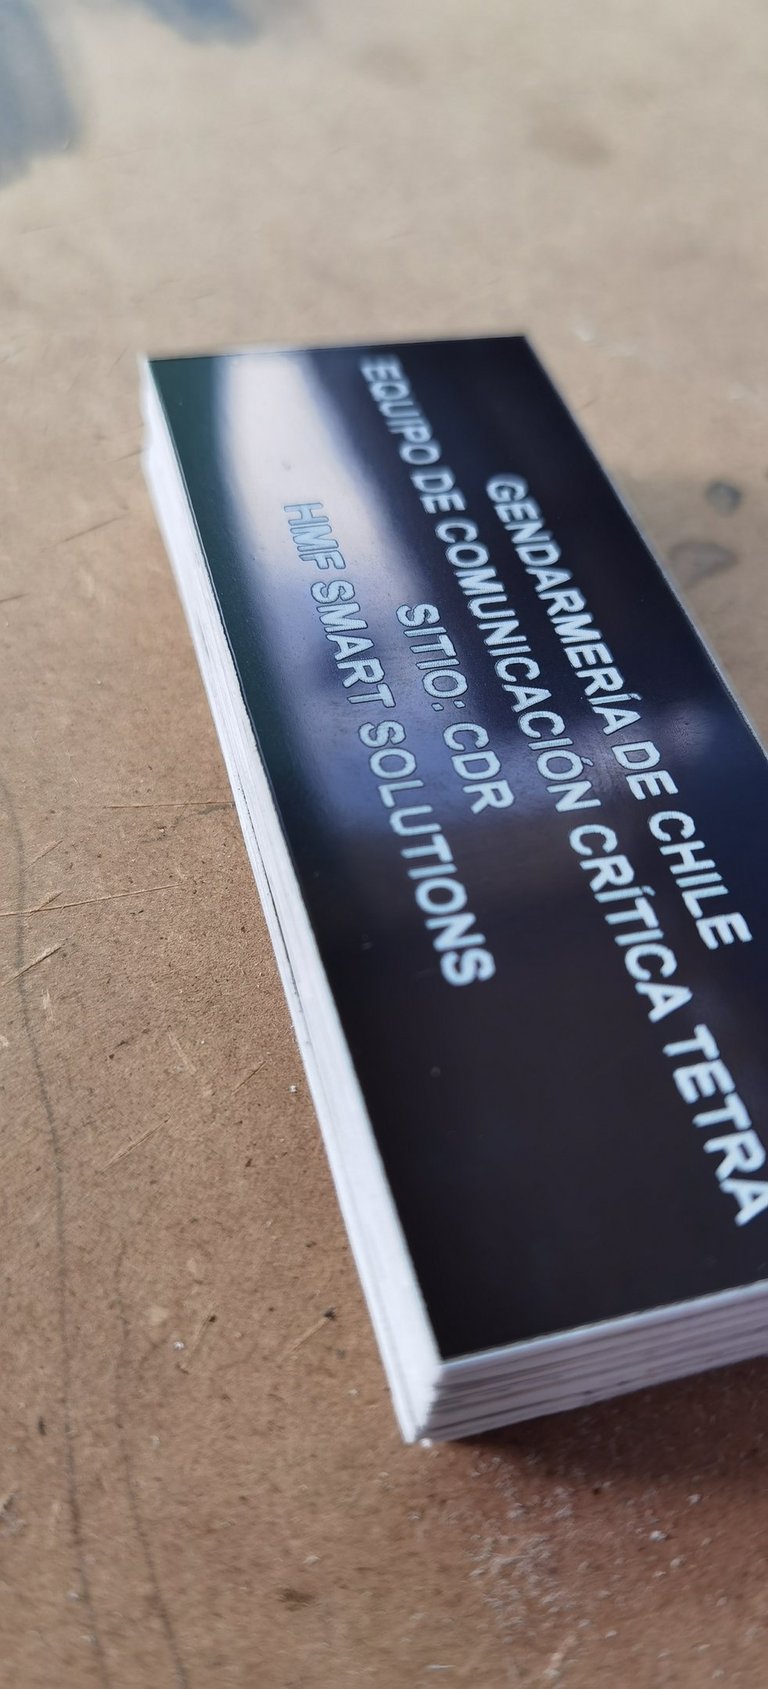 GENDARMERÍA DE CHILE
EQUIPO DE COMUNICACIÓN CRÍTICA TETRA
SITIO: CDR
HMF SMART SOLUTIONS